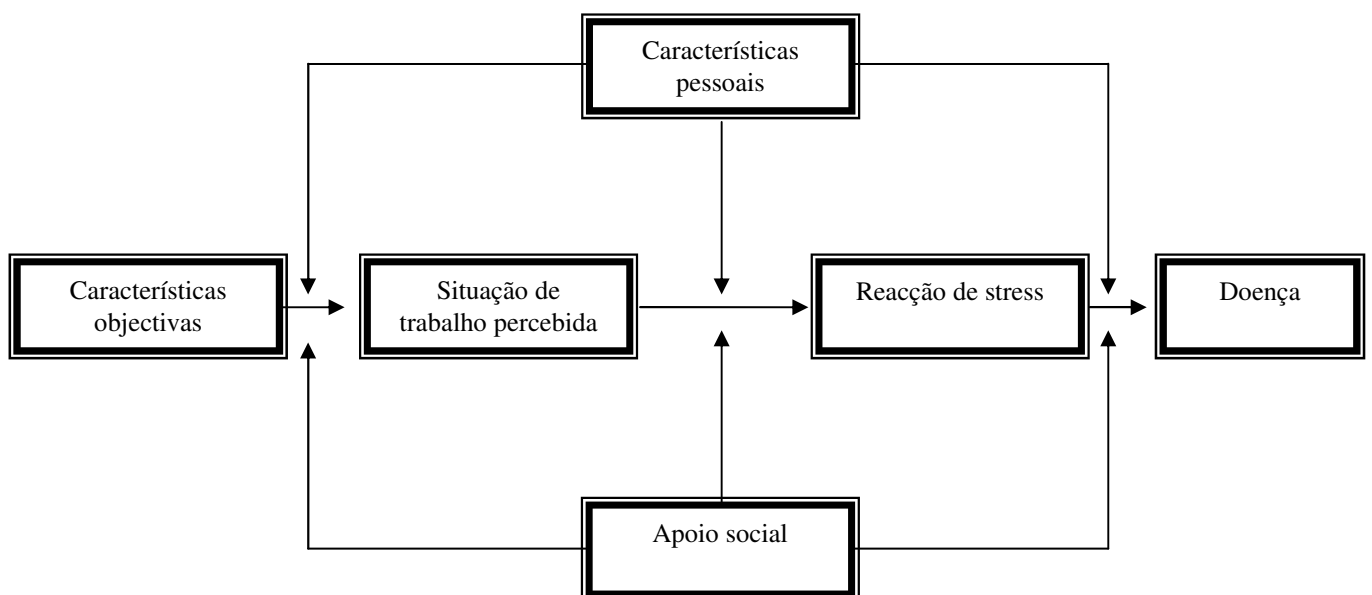 Características
pessoais
Características
objectivas
Situação de
trabalho percebida
Reacção de stress
Doença
Apoio social